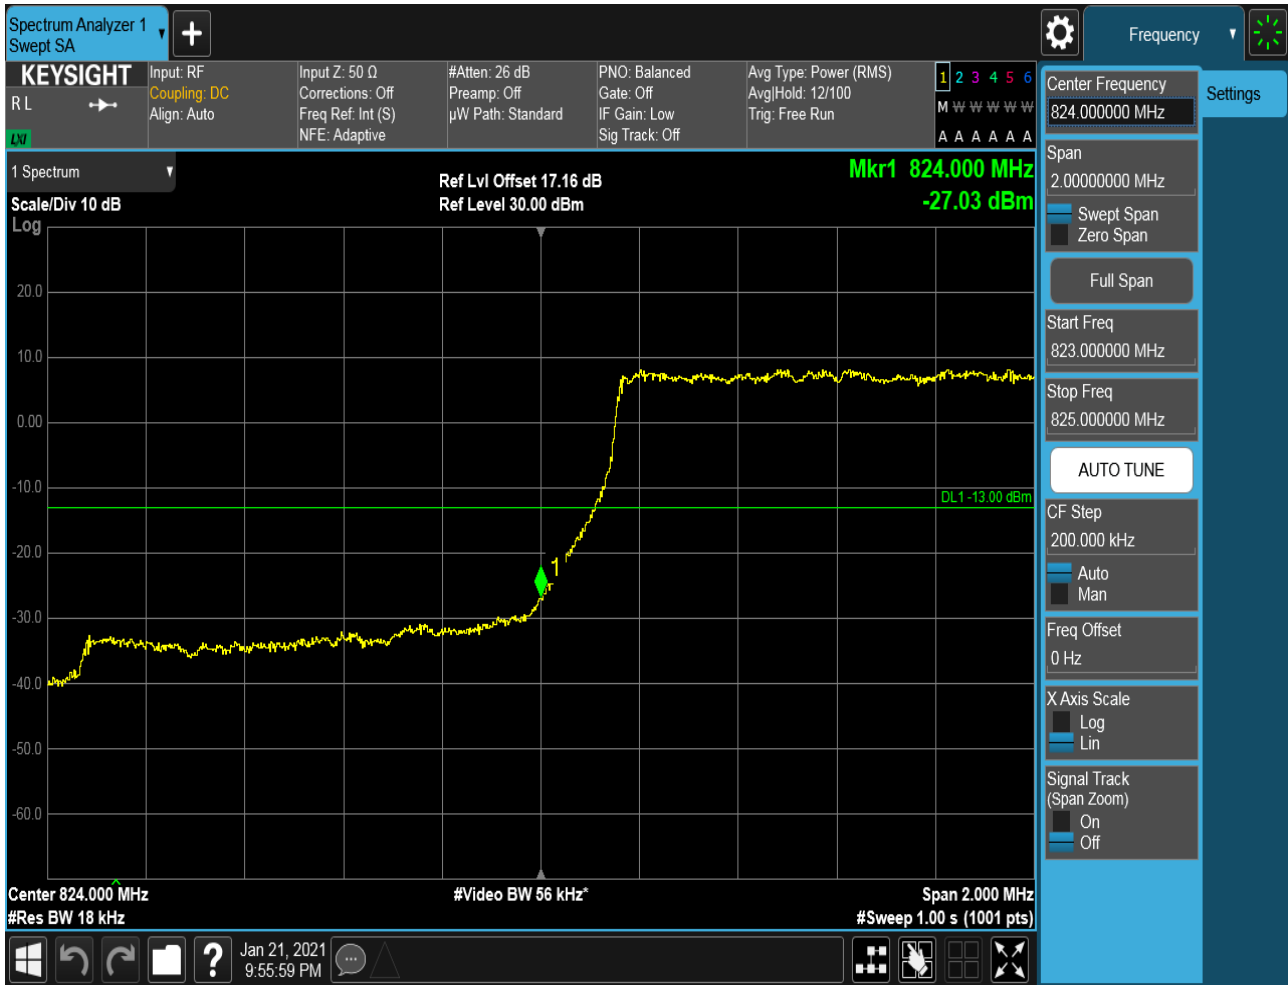 Spectrum Analyzer 1
Swept SA
Frequency
KEYSIGHT
R L
LXI
Input: RF
Coupling: DC
Align: Auto
Input Z: 50 Ω
Corrections: Off
Freq Ref: Int (S)
NFE: Adaptive
#Atten: 26 dB
Preamp: Off
µW Path: Standard
PNO: Balanced
Gate: Off
IF Gain: Low
Sig Track: Off
Avg Type: Power (RMS)
Avg|Hold: 12/100
Trig: Free Run
1 2 3 4 5 6
M W W W W W
A A A A A A
1 Spectrum
Scale/Div 10 dB
Log
Ref Lvl Offset 17.16 dB
Ref Level 30.00 dBm
Mkr1 824.000 MHz
-27.03 dBm
20.0
10.0
0.00
-10.0
-20.0
-30.0
-40.0
-50.0
-60.0
DL1 -13.00 dBm
1
Center 824.000 MHz
#Res BW 18 kHz
#Video BW 56 kHz*
Span 2.000 MHz
#Sweep 1.00 s (1001 pts)
Jan 21, 2021
9:55:59 PM
?
Center Frequency
824.000000 MHz
Settings
Span
2.00000000 MHz
Swept Span
Zero Span
Full Span
Start Freq
823.000000 MHz
Stop Freq
825.000000 MHz
AUTO TUNE
CF Step
200.000 kHz
Auto
Man
Freq Offset
0 Hz
X Axis Scale
Log
Lin
Signal Track
(Span Zoom)
On
Off